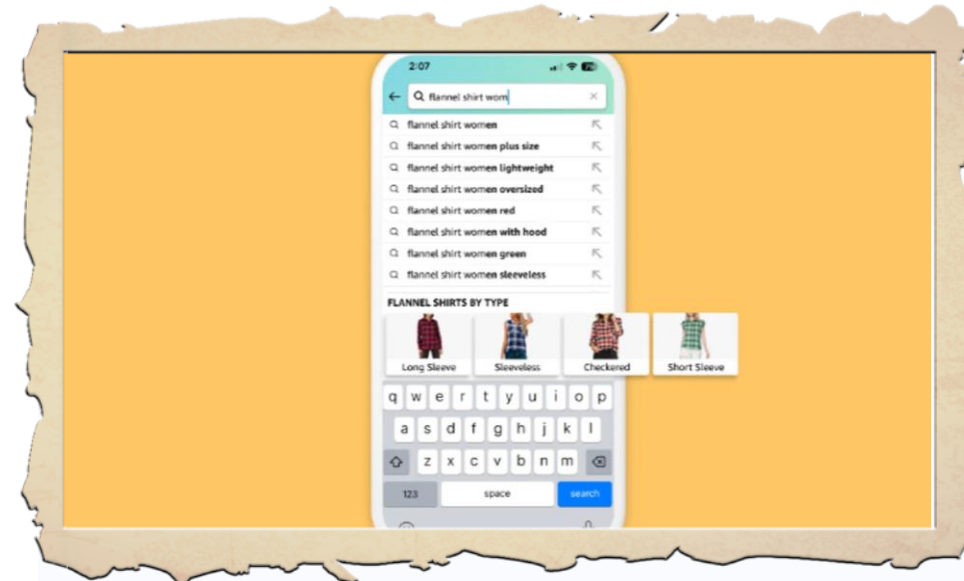 2:07
flannel shirt wom
flannel shirt women
flannel shirt women plus size
flannel shirt women lightweight
flannel shirt women oversized
flannel shirt women red
flannel shirt women with hood
flannel shirt women green
flannel shirt women sleeveless
FLANNEL SHIRTS BY TYPE
Long Sleeve Sleeveless Checkered Short Sleeve
q w e r t y u i o p
a s d f g h j k l
z x c v b n m
123 space search